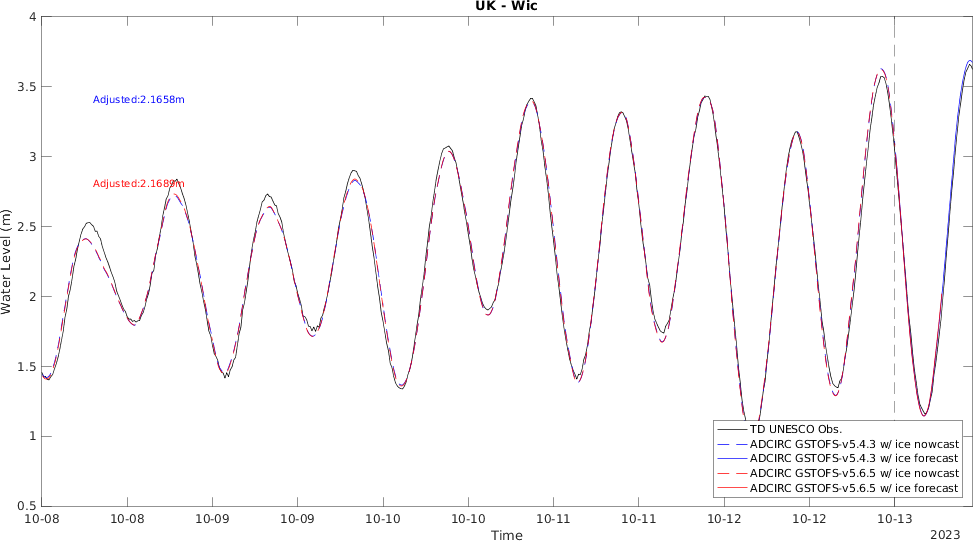 UK - Wic
4
3.5
3
2.5
2
1.5
1
0.5
Water Level (m)
Adjusted:2.1658m
Adjusted:2.1689m
TD UNESCO Obs.
ADCIRC GSTOFS-v5.4.3 w/ ice nowcast
ADCIRC GSTOFS-v5.4.3 w/ ice forecast
ADCIRC GSTOFS-v5.6.5 w/ ice nowcast
ADCIRC GSTOFS-v5.6.5 w/ ice forecast
10-08 10-08 10-09 10-09 10-10 10-10 10-11 10-11 10-12 10-12 10-13
Time
2023